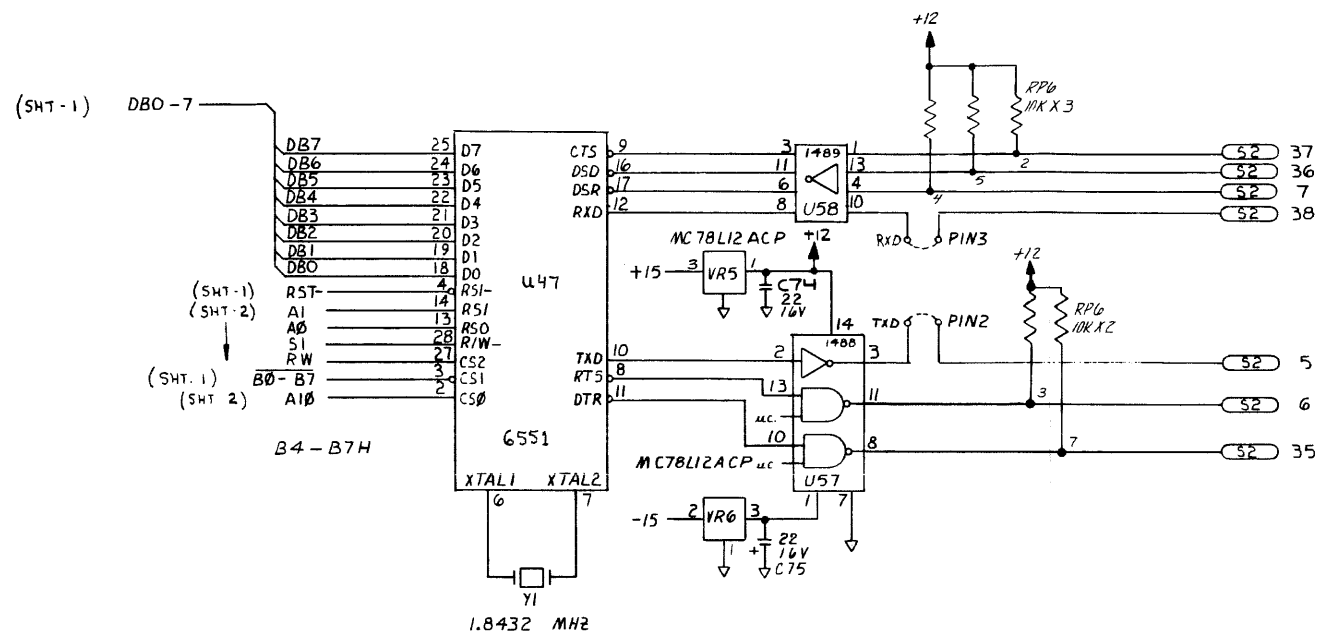 +12
RP6
10K X 3
(SHT-1) DB0-7
DB7 25 D7
DB6 24 D6
DB5 23 D5
DB4 22 D4
DB3 21 D3
DB2 20 D2
DB1 19 D1
DB0 18 D0
(SHT-1) RST- 4 RSI-
(SHT-2) A1 14 RS1
AØ 13 RSO
S1 28 R/W-
RW 27 CS2
(SHT.1) BØ-B7 3 CS1
(SHT 2) A1Ø 2 CSØ
B4-B7H
U47
6551
XTAL1 XTAL2
6 7
Y1
1.8432 MHZ
CTS 9
DSD 16
DSR 17
RXD 12
TXD 10
RTS 8
DTR 11
3 1489 1
11 13
6 4
8 U58 10
2
5
4
S2 37
S2 36
S2 7
S2 38
RXD PIN3
MC78L12ACP +12
+15 3 VR5 1
C74
22
16V
14
1488
TXD PIN2
+12
RP6
10K X 2
2 3
13 11
uc.
10 8
MC78L12ACP uc
U57
1 7
3
7
S2 5
S2 6
S2 35
-15 2 VR6 3
1
+ 22
16V
C75